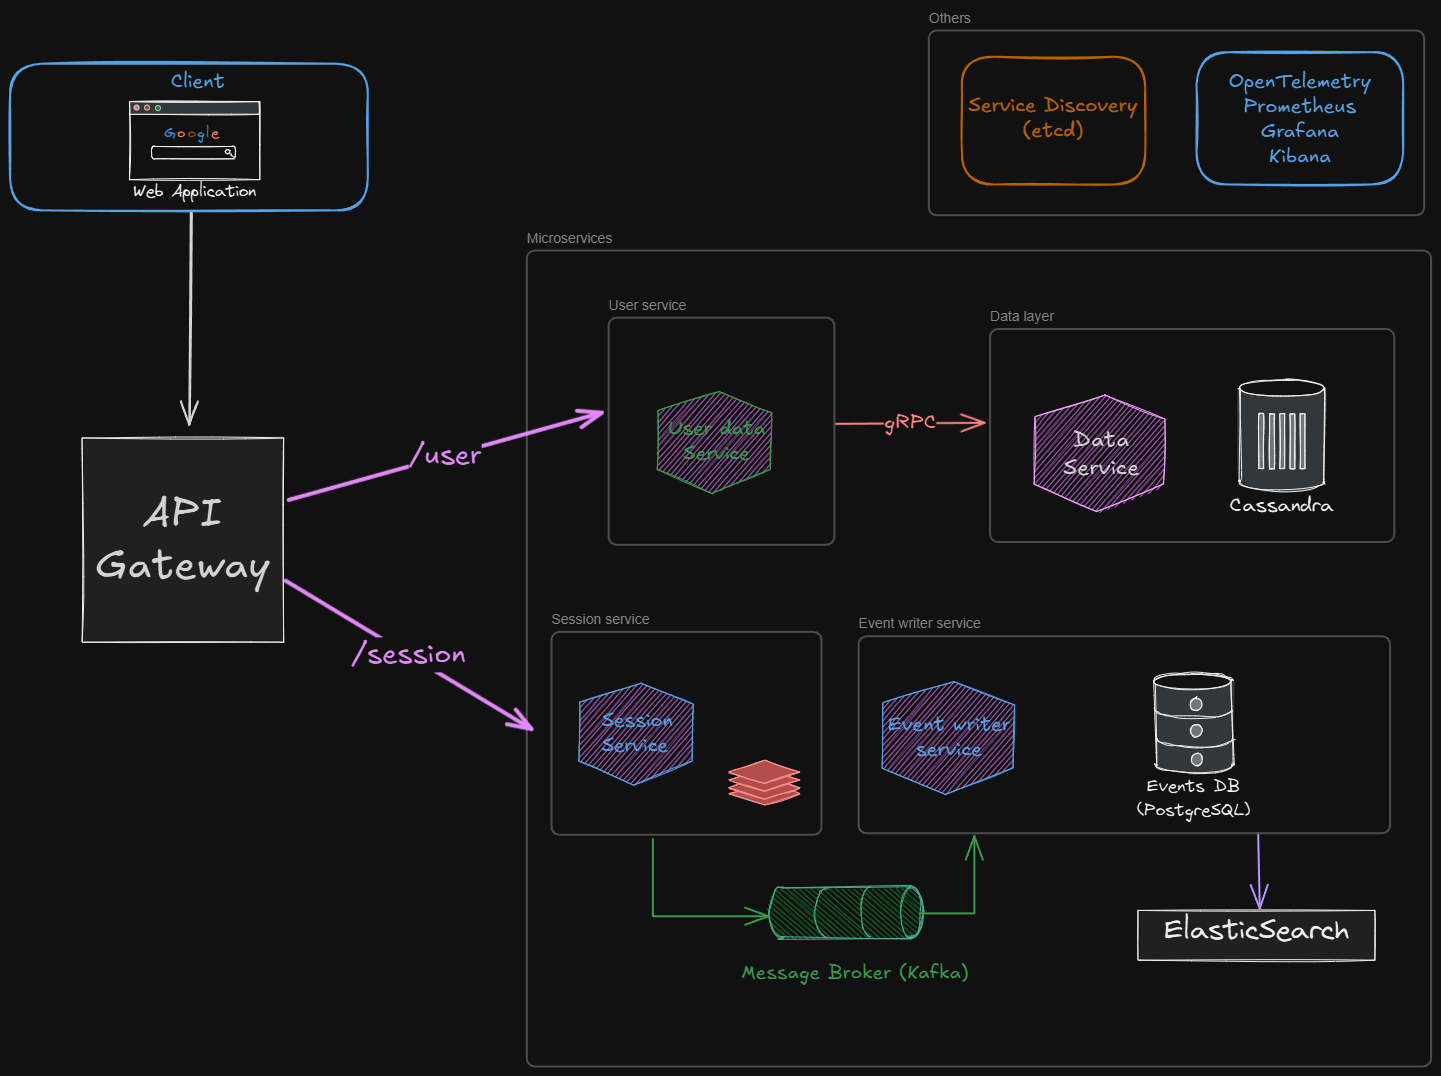 Others
Client
Google
Web Application
Service Discovery
(etcd)
OpenTelemetry
Prometheus
Grafana
Kibana
Microservices
User service
User data
Service
gRPC
Data layer
Data
Service
Cassandra
/user
API
Gateway
/session
Session service
Session
Service
Event writer service
Event writer
service
Events DB
(PostgreSQL)
ElasticSearch
Message Broker (Kafka)